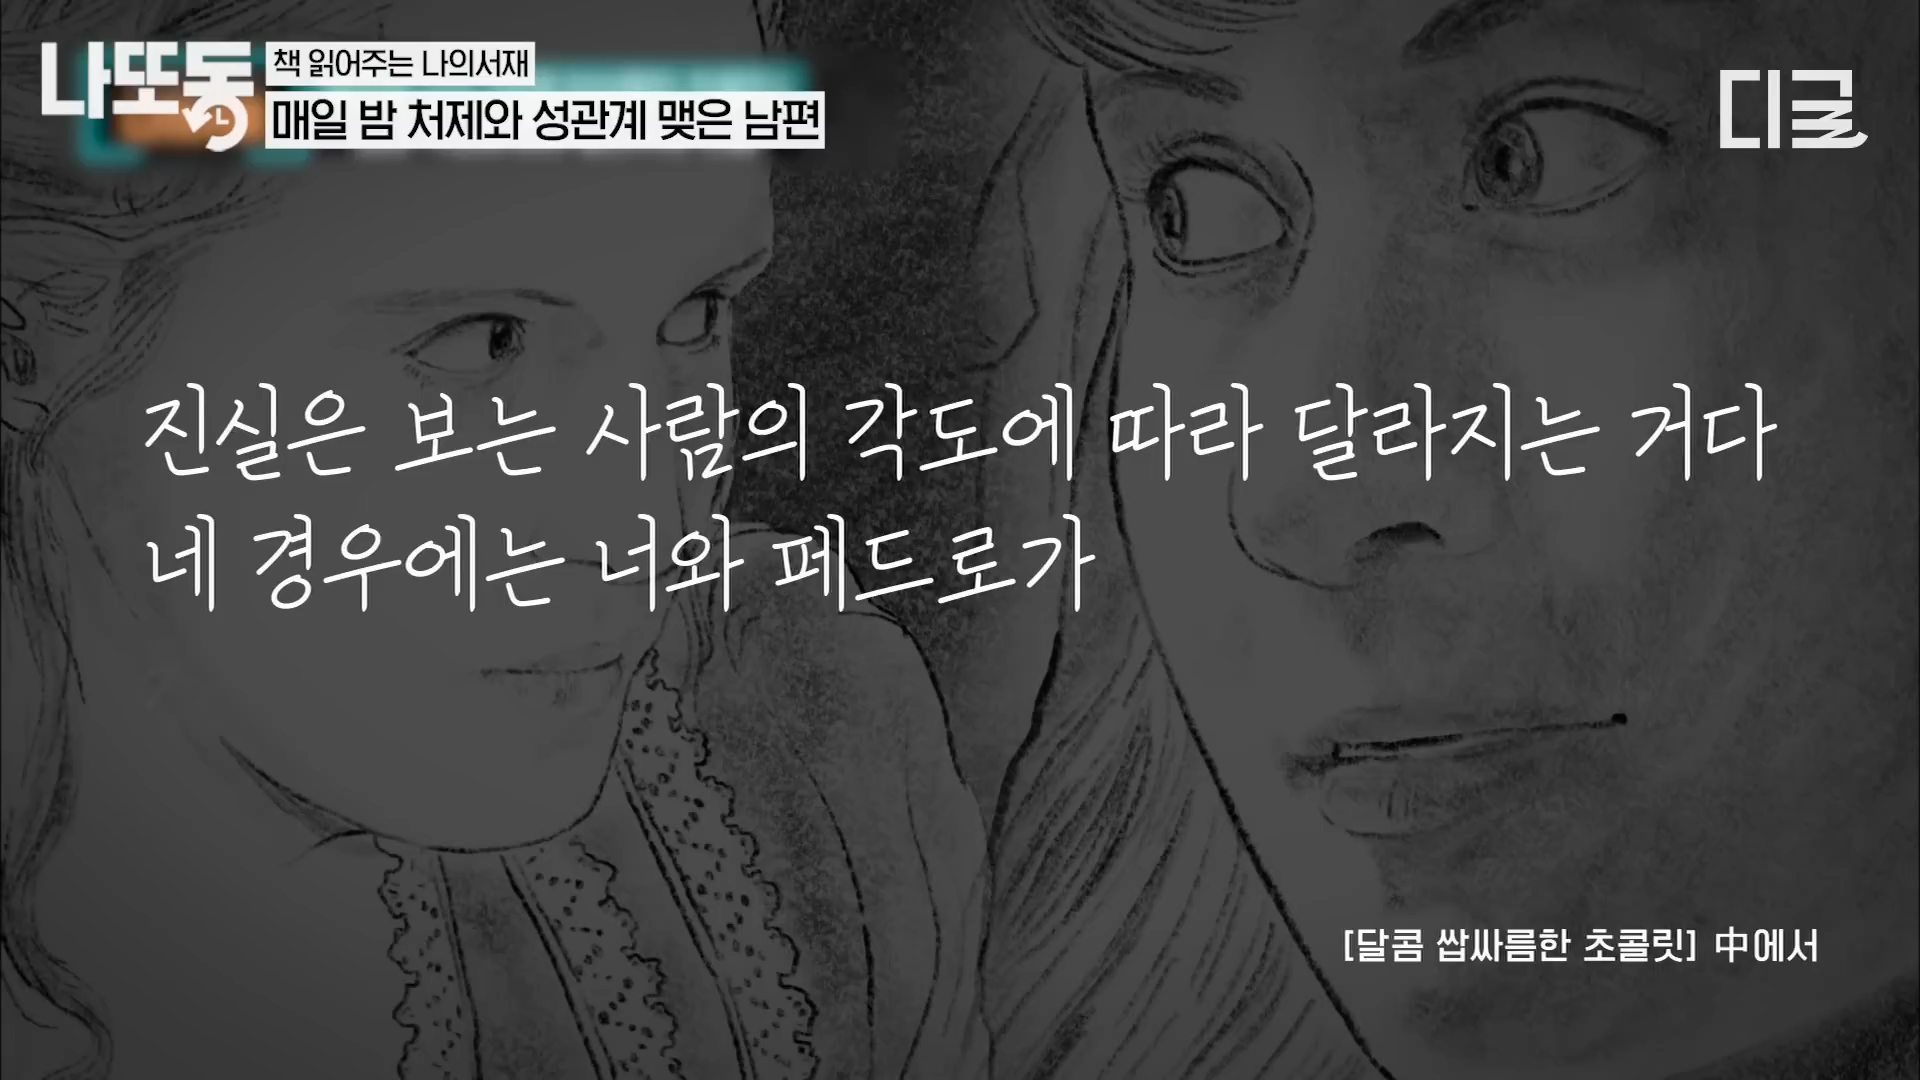 나또동
책 읽어주는 나의서재
매일 밤 처제와 성관계 맺은 남편
디글
진실은 보는 사람의 각도에 따라 달라지는 거다
네 경우에는 너와 페드로가
[달콤 쌉싸름한 초콜릿] 中에서